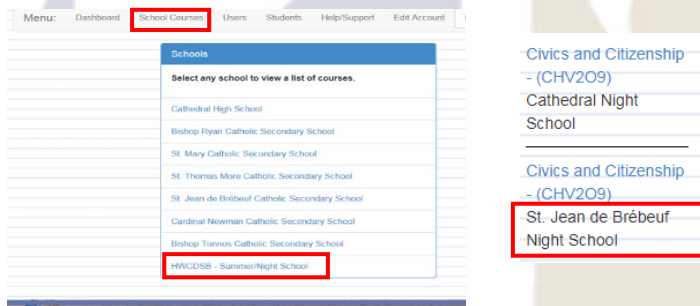 Menu: Dashboard School Courses Users Students Help/Support Edit Account
Schools
Select any school to view a list of courses.
Cathedral High School
Bishop Ryan Catholic Secondary School
St. Mary Catholic Secondary School
St. Thomas More Catholic Secondary School
St. Jean de Brébeuf Catholic Secondary School
Cardinal Newman Catholic Secondary School
Bishop Tonnos Catholic Secondary School
HWCDSB - Summer/Night School
Civics and Citizenship
- (CHV2O9)
Cathedral Night
School
Civics and Citizenship
- (CHV2O9)
St. Jean de Brébeuf
Night School